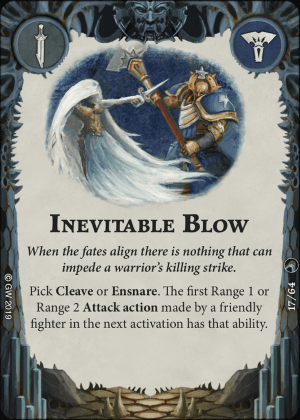 Inevitable Blow
When the fates align there is nothing that can
impede a warrior's killing strike.
Pick Cleave or Ensnare. The first Range 1 or
Range 2 Attack action made by a friendly
fighter in the next activation has that ability.
© GW 2019
17/64